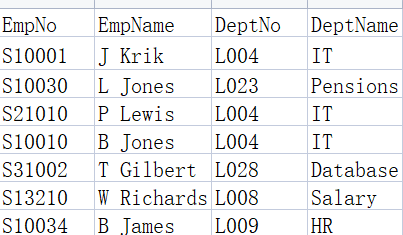 EmpNo EmpName DeptNo DeptName
S10001 J Krik L004 IT
S10030 L Jones L023 Pensions
S21010 P Lewis L004 IT
S10010 B Jones L004 IT
S31002 T Gilbert L028 Database
S13210 W Richards L008 Salary
S10034 B James L009 HR